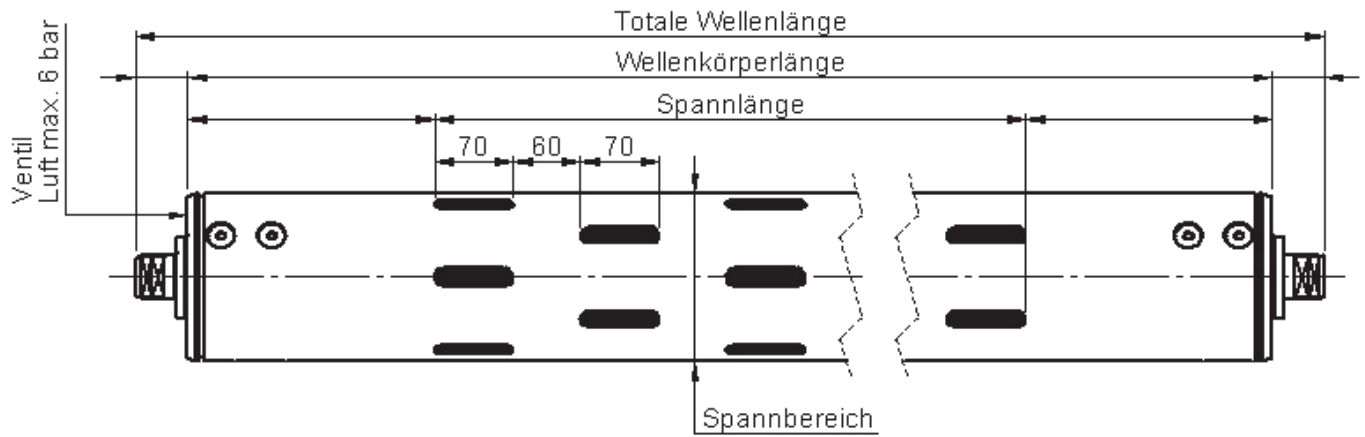 Totale Wellenlänge
Wellenkörperlänge
Spannlänge
70 60 70
Ventil
Luft max. 6 bar
Spannbereich